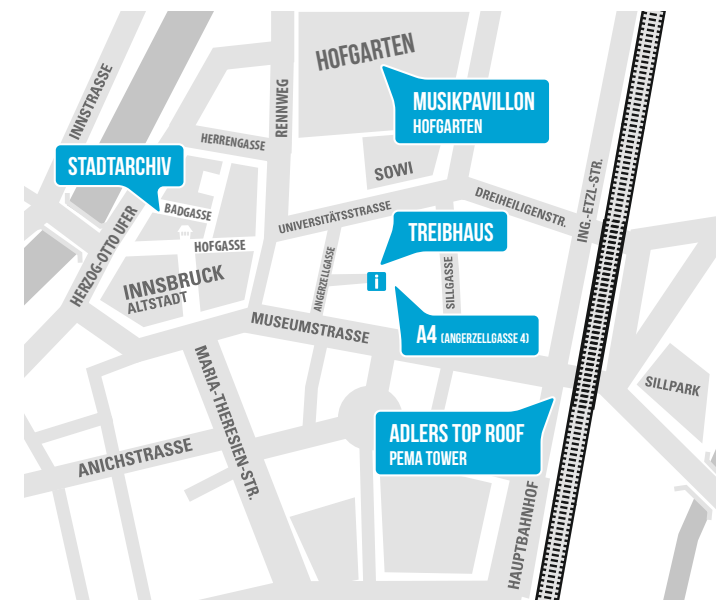 HOFGARTEN
MUSIKPAVILLON
HOFGARTEN
INNSTRASSE
RENNWEG
HERRENGASSE
STADTARCHIV
SOWI
ING.-ETZL-STR.
DREIHEILIGENSTR.
BADGASSE
UNIVERSITÄTSSTRASSE
HERZOG-OTTO UFER
HOFGASSE
TREIBHAUS
ANGERZELLGASSE
SILLGASSE
i
INNSBRUCK
ALTSTADT
MUSEUMSTRASSE
A4 (ANGERZELLGASSE 4)
MARIA-THERESIEN-STR.
SILLPARK
ADLERS TOP ROOF
PEMA TOWER
ANICHSTRASSE
HAUPTBAHNHOF